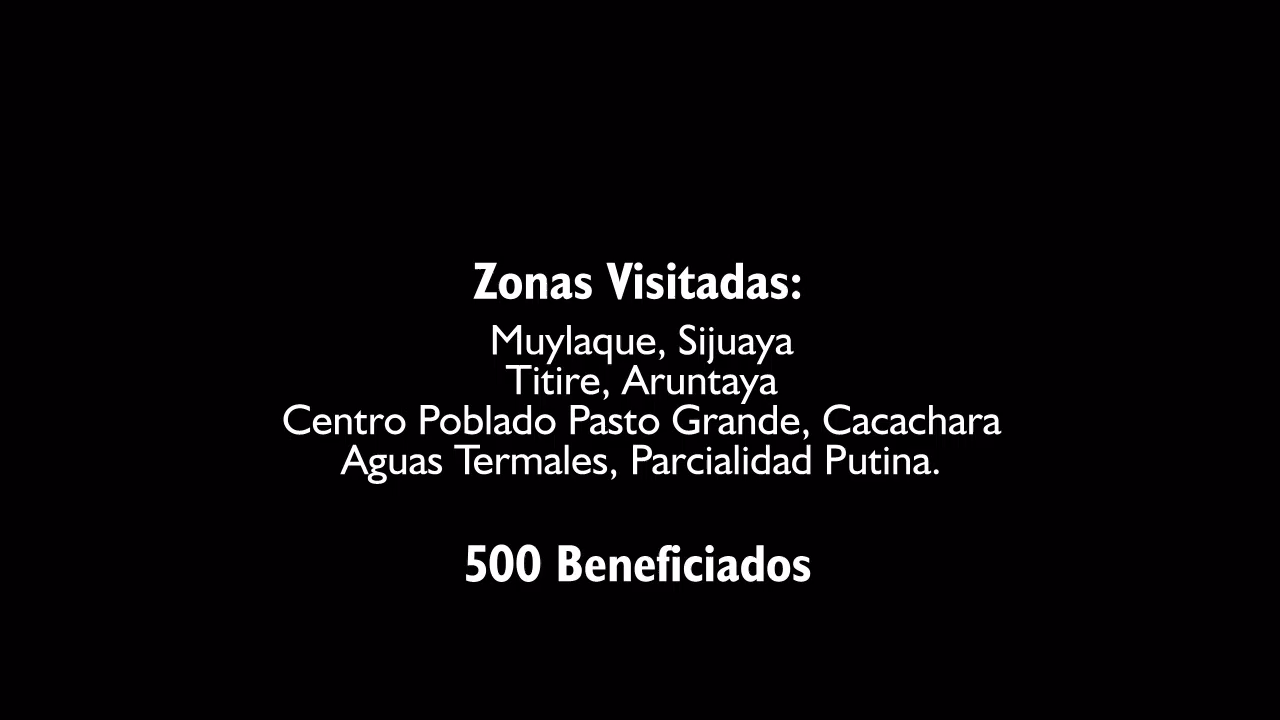 Zonas Visitadas:
Muylaque, Sijuaya
Titire, Aruntaya
Centro Poblado Pasto Grande, Cacachara
Aguas Termales, Parcialidad Putina.
500 Beneficiados